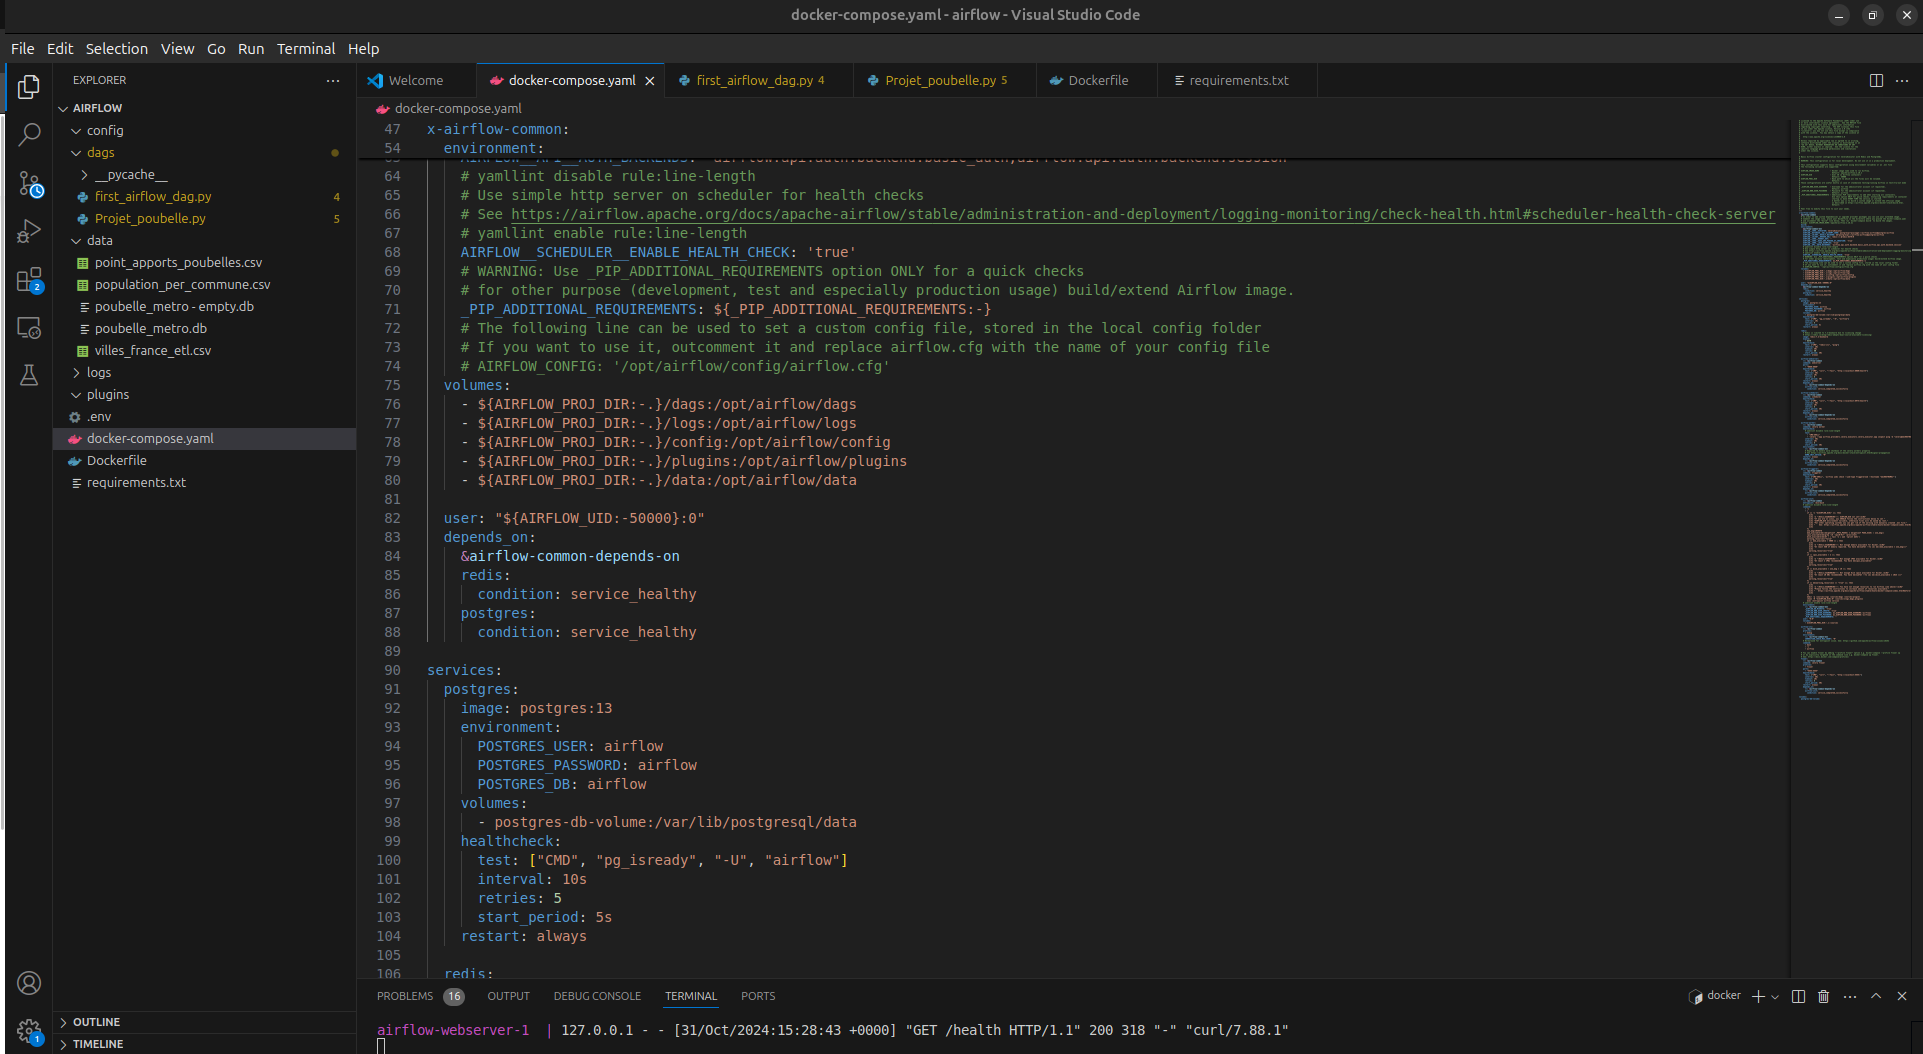 docker-compose.yaml - airflow - Visual Studio Code
File Edit Selection View Go Run Terminal Help
EXPLORER
AIRFLOW
config
dags
__pycache__
first_airflow_dag.py 4
Projet_poubelle.py 5
data
point_apports_poubelles.csv
population_per_commune.csv
poubelle_metro - empty.db
poubelle_metro.db
villes_france_etl.csv
logs
plugins
.env
docker-compose.yaml
Dockerfile
requirements.txt
OUTLINE
TIMELINE
2
1
Welcome docker-compose.yaml first_airflow_dag.py 4 Projet_poubelle.py 5 Dockerfile requirements.txt
docker-compose.yaml
47 x-airflow-common:
54 environment:
64 # yamllint disable rule:line-length
65 # Use simple http server on scheduler for health checks
66 # See https://airflow.apache.org/docs/apache-airflow/stable/administration-and-deployment/logging-monitoring/check-health.html#scheduler-health-check-server
67 # yamllint enable rule:line-length
68 AIRFLOW__SCHEDULER__ENABLE_HEALTH_CHECK: 'true'
69 # WARNING: Use _PIP_ADDITIONAL_REQUIREMENTS option ONLY for a quick checks
70 # for other purpose (development, test and especially production usage) build/extend Airflow image.
71 _PIP_ADDITIONAL_REQUIREMENTS: ${_PIP_ADDITIONAL_REQUIREMENTS:-}
72 # The following line can be used to set a custom config file, stored in the local config folder
73 # If you want to use it, outcomment it and replace airflow.cfg with the name of your config file
74 # AIRFLOW_CONFIG: '/opt/airflow/config/airflow.cfg'
75 volumes:
76 - ${AIRFLOW_PROJ_DIR:-.}/dags:/opt/airflow/dags
77 - ${AIRFLOW_PROJ_DIR:-.}/logs:/opt/airflow/logs
78 - ${AIRFLOW_PROJ_DIR:-.}/config:/opt/airflow/config
79 - ${AIRFLOW_PROJ_DIR:-.}/plugins:/opt/airflow/plugins
80 - ${AIRFLOW_PROJ_DIR:-.}/data:/opt/airflow/data
81
82 user: "${AIRFLOW_UID:-50000}:0"
83 depends_on:
84 &airflow-common-depends-on
85 redis:
86 condition: service_healthy
87 postgres:
88 condition: service_healthy
89
90 services:
91 postgres:
92 image: postgres:13
93 environment:
94 POSTGRES_USER: airflow
95 POSTGRES_PASSWORD: airflow
96 POSTGRES_DB: airflow
97 volumes:
98 - postgres-db-volume:/var/lib/postgresql/data
99 healthcheck:
100 test: ["CMD", "pg_isready", "-U", "airflow"]
101 interval: 10s
102 retries: 5
103 start_period: 5s
104 restart: always
105
106 redis:
PROBLEMS 16 OUTPUT DEBUG CONSOLE TERMINAL PORTS
docker
airflow-webserver-1 | 127.0.0.1 - - [31/Oct/2024:15:28:43 +0000] "GET /health HTTP/1.1" 200 318 "-" "curl/7.88.1"